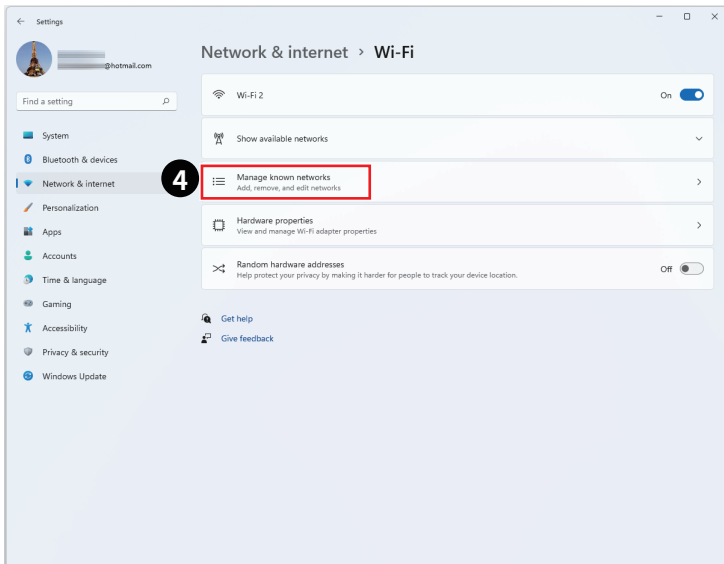 Settings
@hotmail.com
Find a setting
System
Bluetooth & devices
Network & internet
Personalization
Apps
Accounts
Time & language
Gaming
Accessibility
Privacy & security
Windows Update
Network & internet > Wi-Fi
Wi-Fi 2
On
Show available networks
4
Manage known networks
Add, remove, and edit networks
Hardware properties
View and manage Wi-Fi adapter properties
Random hardware addresses
Help protect your privacy by making it harder for people to track your device location.
Off
Get help
Give feedback